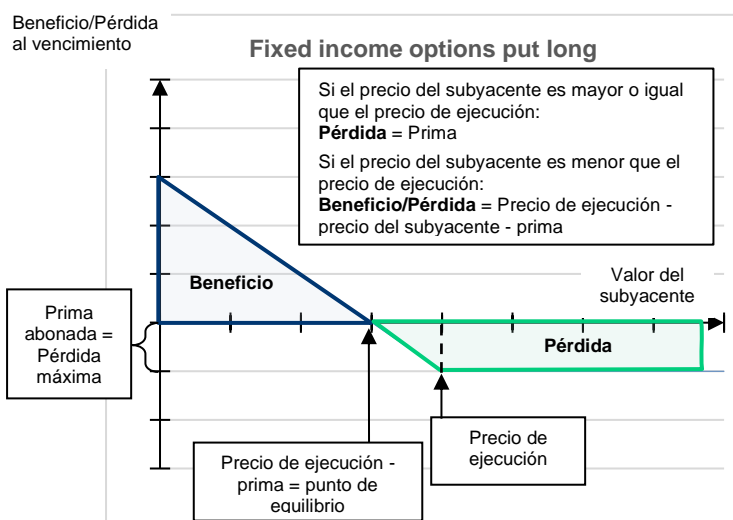 Beneficio/Pérdida
al vencimiento
Fixed income options put long
Si el precio del subyacente es mayor o igual
que el precio de ejecución:
Pérdida = Prima
Si el precio del subyacente es menor que el
precio de ejecución:
Beneficio/Pérdida = Precio de ejecución -
precio del subyacente - prima
Beneficio
Valor del
subyacente
Prima
abonada =
Pérdida
máxima
Pérdida
Precio de
ejecución
Precio de ejecución -
prima = punto de
equilibrio